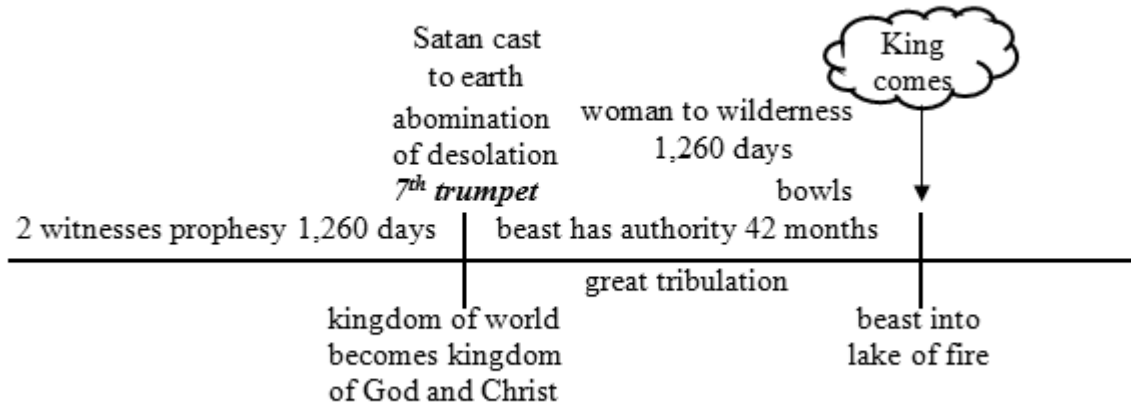 Satan cast
to earth
abomination
of desolation
7th trumpet
King
comes
woman to wilderness
1,260 days
bowls
2 witnesses prophesy 1,260 days
beast has authority 42 months
great tribulation
kingdom of world
becomes kingdom
of God and Christ
beast into
lake of fire